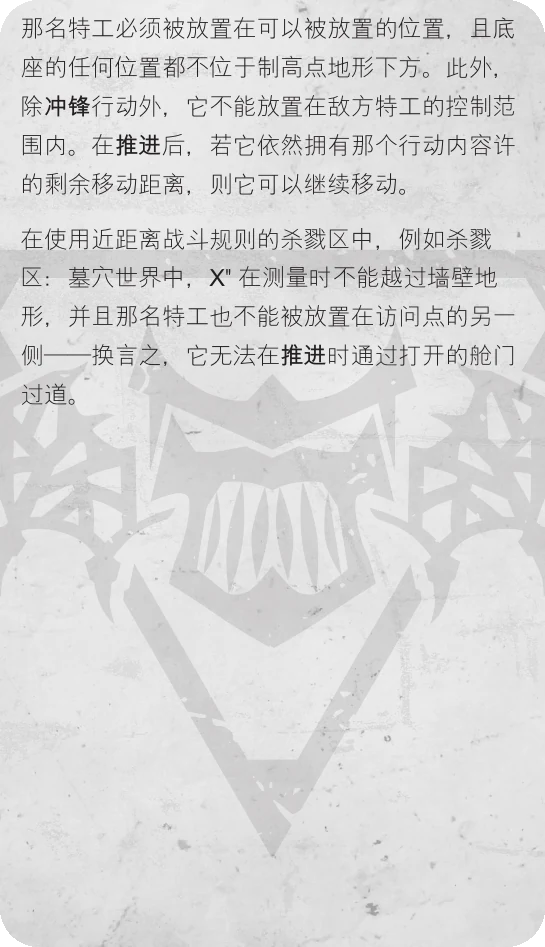 那名特工必须被放置在可以被放置的位置，且底
座的任何位置都不位于制高点地形下方。此外，
除冲锋行动外，它不能放置在敌方特工的控制范
围内。在推进后，若它依然拥有那个行动内容许
的剩余移动距离，则它可以继续移动。
在使用近距离战斗规则的杀戮区中，例如杀戮
区：墓穴世界中，X" 在测量时不能越过墙壁地
形，并且那名特工也不能被放置在访问点的另一
侧——换言之，它无法在推进时通过打开的舱门
过道。